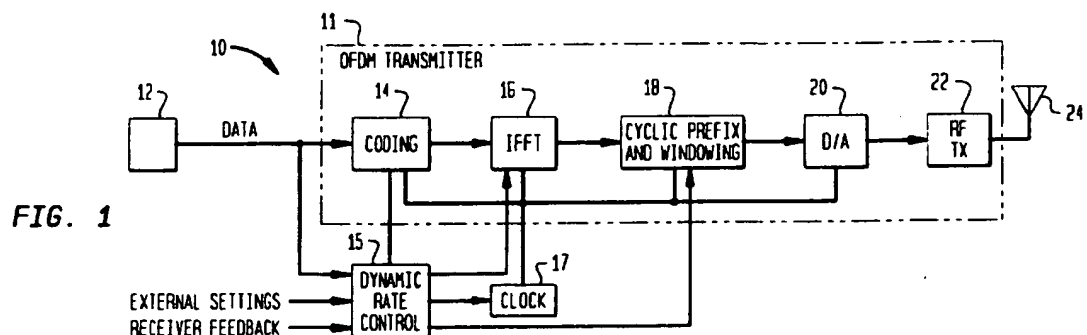 11
10
OFDM TRANSMITTER
12
14
16
18
20
22
24
DATA
CODING
IFFT
CYCLIC PREFIX
AND WINDOWING
D/A
RF
TX
FIG. 1
15
17
DYNAMIC
RATE
CONTROL
CLOCK
EXTERNAL SETTINGS
RECEIVER FEEDBACK